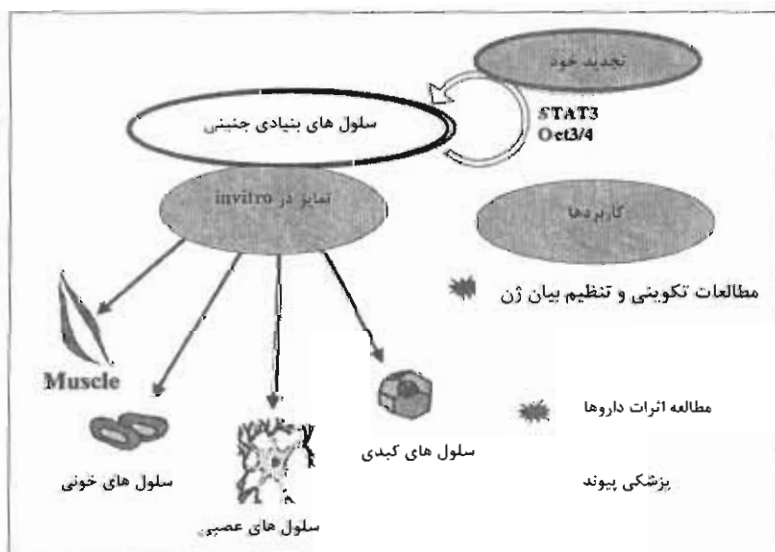 تجدید خود
سلول های بنیادی جنینی
STAT3
Oct3/4
تمایز در invitro
کاربردها
مطالعات تکوینی و تنظیم بیان ژن
Muscle
مطالعه اثرات داروها
سلول های کبدی
سلول های خونی
پزشکی پیوند
سلول های عصبی